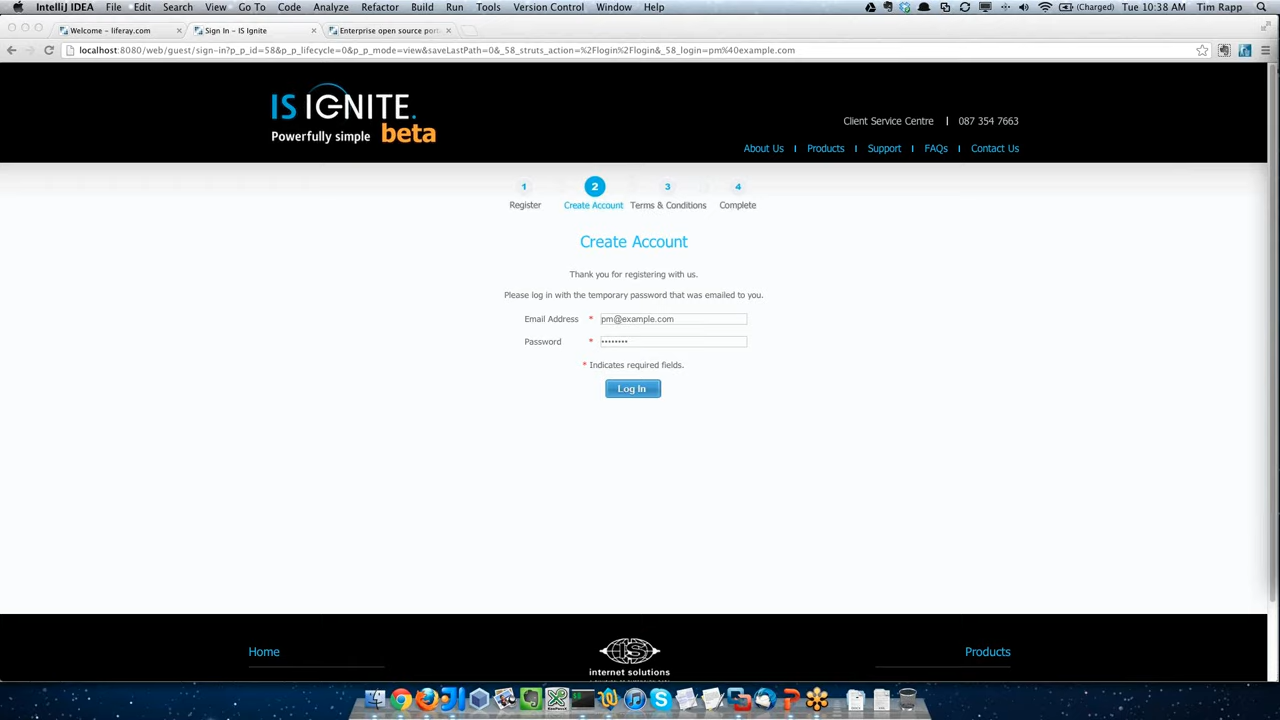 IntelliJ IDEA File Edit Search View Go To Code Analyze Refactor Build Run Tools Version Control Window Help (Charged) Tue 10:38 AM Tim Rapp
Welcome – liferay.com Sign In – IS Ignite Enterprise open source port
localhost:8080/web/guest/sign-in?p_p_id=58&p_p_lifecycle=0&p_p_mode=view&saveLastPath=0&_58_struts_action=%2Flogin%2Flogin&_58_login=pm%40example.com
IS IGNITE.
Powerfully simple beta
Client Service Centre | 087 354 7663
About Us | Products | Support | FAQs | Contact Us
1 2 3 4
Register Create Account Terms & Conditions Complete
Create Account
Thank you for registering with us.
Please log in with the temporary password that was emailed to you.
Email Address * pm@example.com
Password * ••••••••
* Indicates required fields.
Log In
Home
IS
internet solutions
Products